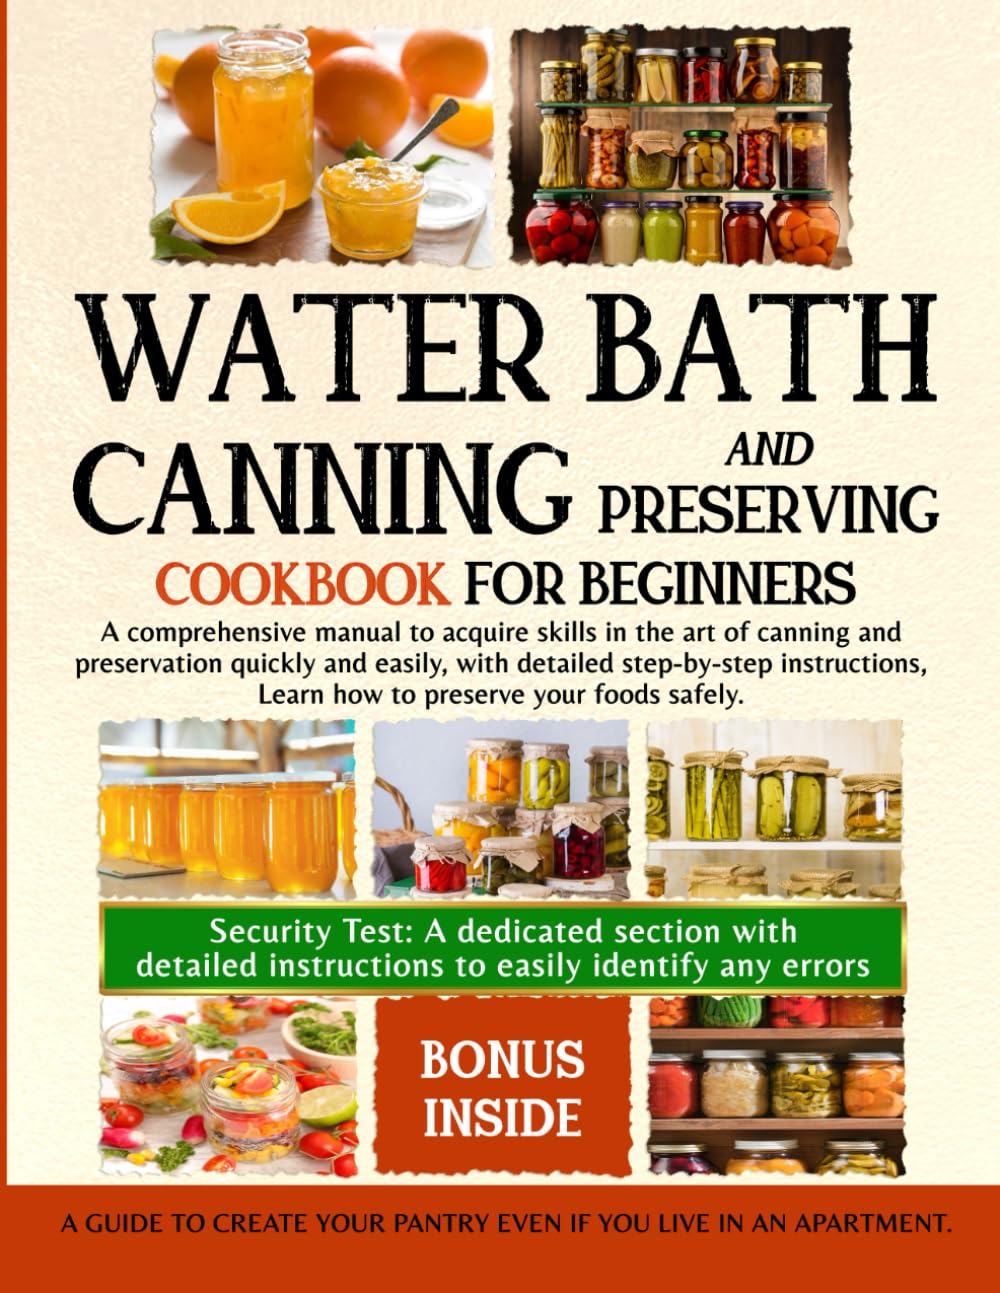 WATER BATH
CANNING AND
PRESERVING
COOKBOOK FOR BEGINNERS
A comprehensive manual to acquire skills in the art of canning and
preservation quickly and easily, with detailed step-by-step instructions,
Learn how to preserve your foods safely.
Security Test: A dedicated section with
detailed instructions to easily identify any errors
BONUS
INSIDE
A GUIDE TO CREATE YOUR PANTRY EVEN IF YOU LIVE IN AN APARTMENT.